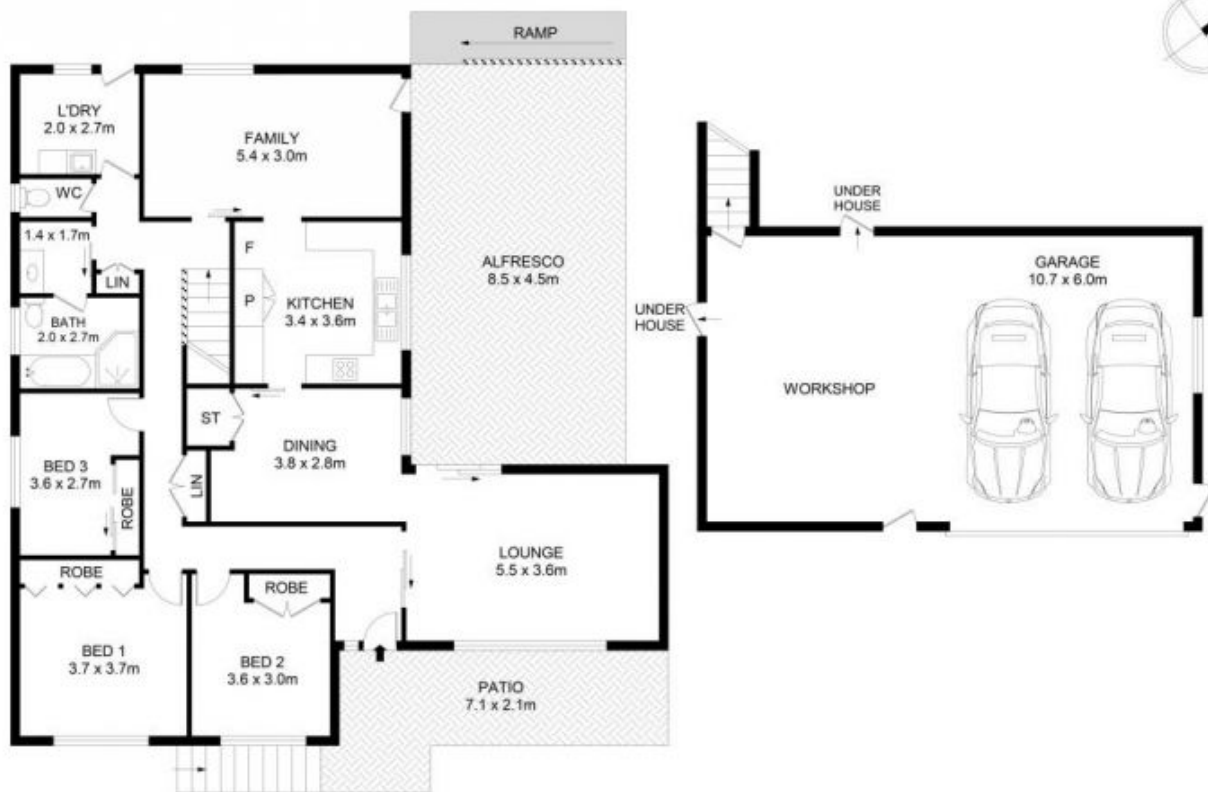 RAMP
L'DRY
2.0 x 2.7m
FAMILY
5.4 x 3.0m
WC
1.4 x 1.7m
LIN
F
P
KITCHEN
3.4 x 3.6m
ALFRESCO
8.5 x 4.5m
BATH
2.0 x 2.7m
ST
DINING
3.8 x 2.8m
BED 3
3.6 x 2.7m
ROBE
LIN
LOUNGE
5.5 x 3.6m
ROBE
ROBE
BED 1
3.7 x 3.7m
BED 2
3.6 x 3.0m
PATIO
7.1 x 2.1m
UNDER
HOUSE
UNDER
HOUSE
GARAGE
10.7 x 6.0m
WORKSHOP